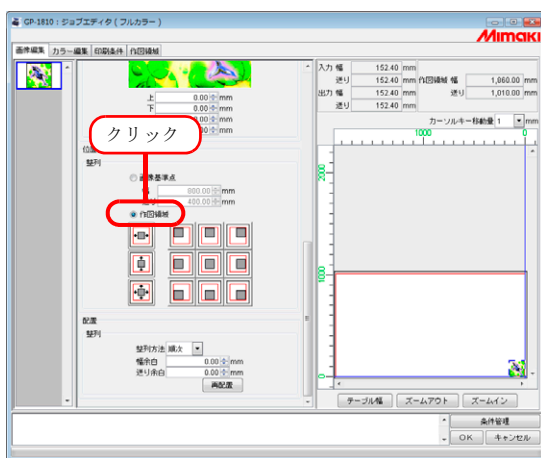 GP-1810：ジョブエディタ(フルカラー)
Mimaki
画像編集 カラー編集 印刷条件 作図領域
上 0.00 mm
下 0.00 mm
0.00 mm
0.00 mm
クリック
位置
整列
画像基準点
幅 800.00 mm
400.00 mm
作図領域
配置
整列
整列方法 順次
幅余白 0.00 mm
送り余白 0.00 mm
再配置
入力 幅 152.40 mm
送り 152.40 mm 作図領域 幅 1,060.00 mm
出力 幅 152.40 mm 送り 1,010.00 mm
送り 152.40 mm
カーソルキー移動量 1 mm
1000 0
2000
1000
0
テーブル幅 ズームアウト ズームイン
条件管理
OK キャンセル